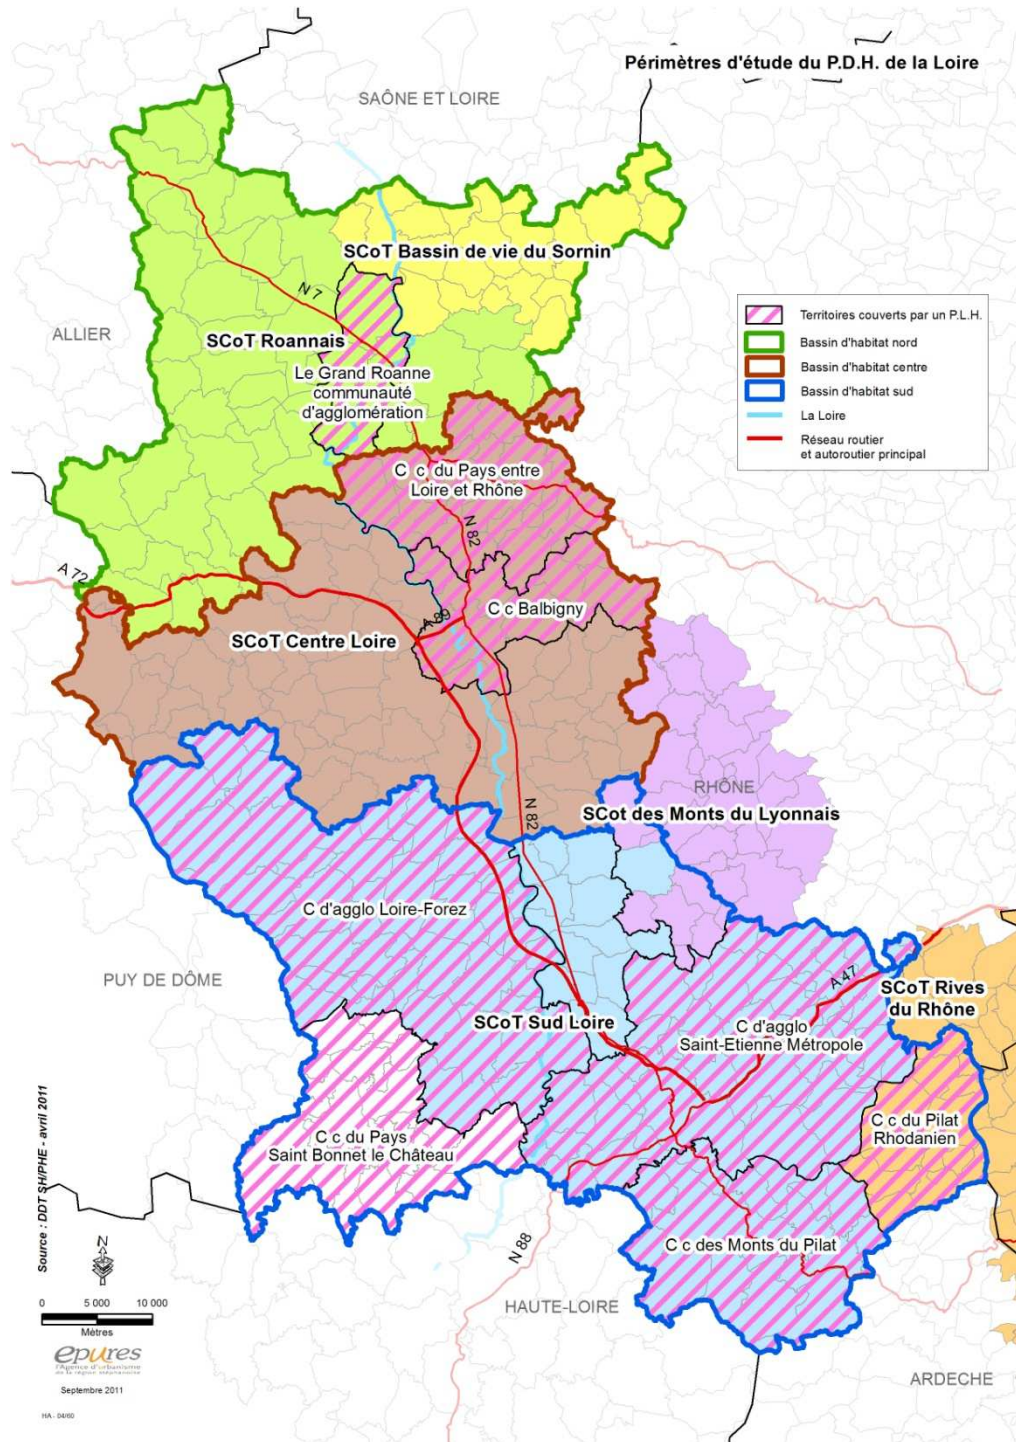 Périmètres d'étude du P.D.H. de la Loire
SAÔNE ET LOIRE
SCoT Bassin de vie du Sornin
N 7
ALLIER
SCoT Roannais
Le Grand Roanne
communauté
d'agglomération
Territoires couverts par un P.L.H.
Bassin d'habitat nord
Bassin d'habitat centre
Bassin d'habitat sud
La Loire
Réseau routier
et autoroutier principal
C c du Pays entre
Loire et Rhône
N 82
A 72
C c Balbigny
A 89
SCoT Centre Loire
RHÔNE
SCot des Monts du Lyonnais
N 82
C d'agglo Loire-Forez
PUY DE DÔME
A 47
SCoT Rives
du Rhône
SCoT Sud Loire
C d'agglo
Saint-Etienne Métropole
C c du Pilat
Rhodanien
C c du Pays
Saint Bonnet le Château
C c des Monts du Pilat
N 88
HAUTE-LOIRE
ARDECHE
Source : DDT SH/PHE - avril 2011
N
0 5 000 10 000
Mètres
epures
l'Agence d'urbanisme
de la région stéphanoise
Septembre 2011
HA - 04/60